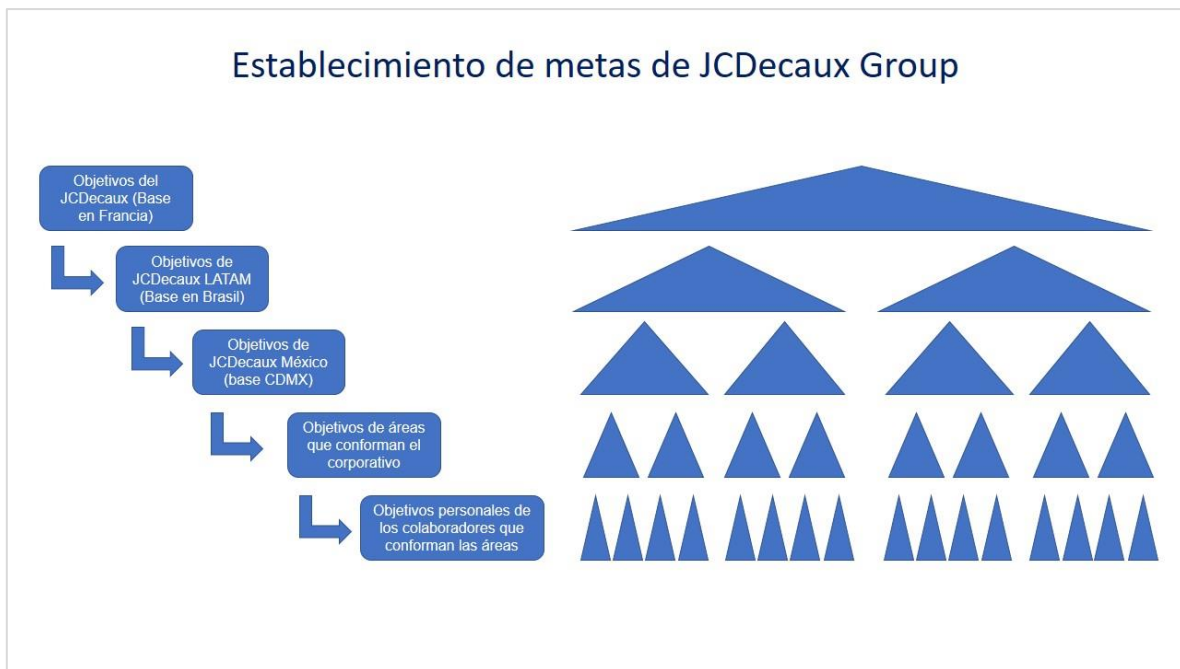 Establecimiento de metas de JCDecaux Group
Objetivos del
JCDecaux (Base
en Francia)
Objetivos de
JCDecaux LATAM
(Base en Brasil)
Objetivos de
JCDecaux México
(base CDMX)
Objetivos de áreas
que conforman el
corporativo
Objetivos personales de
los colaboradores que
conforman las áreas